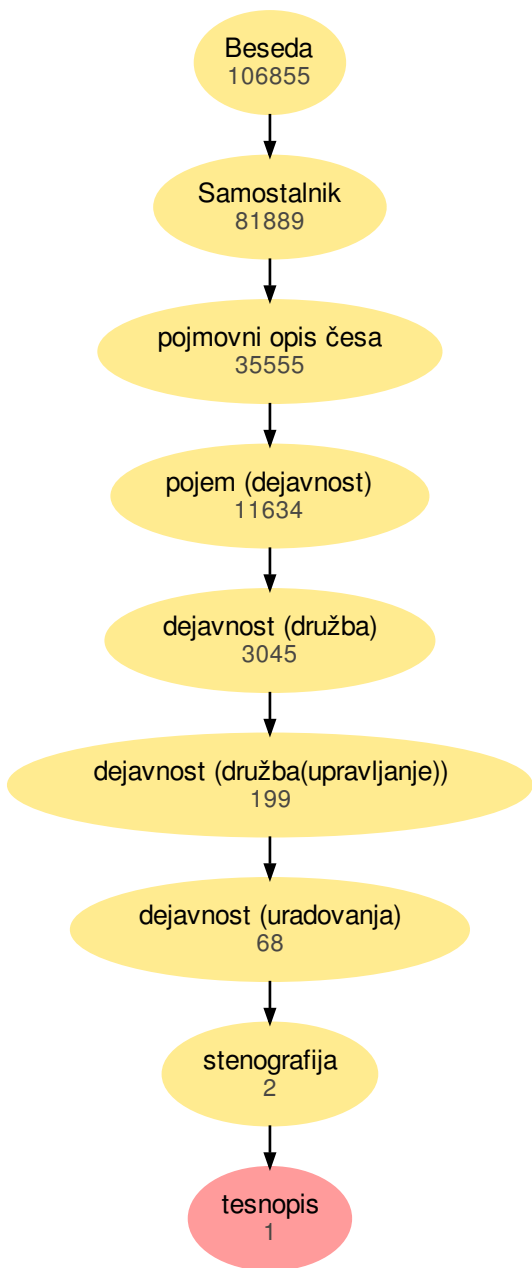 Beseda
106855
Samostalnik
81889
pojmovni opis česa
35555
pojem (dejavnost)
11634
dejavnost (družba)
3045
dejavnost (družba(upravljanje))
199
dejavnost (uradovanja)
68
stenografija
2
tesnopis
1